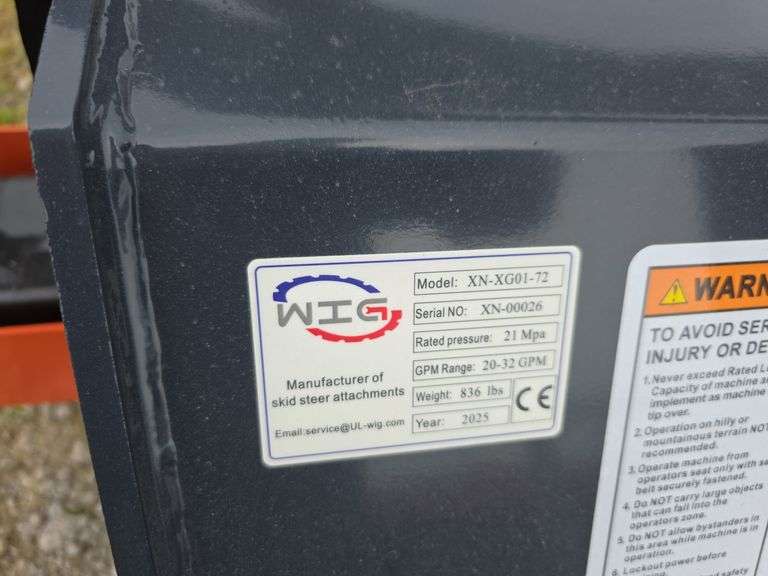 WIG
Manufacturer of
skid steer attachments
Email:service@UL-wig.com
Model: XN-XG01-72
Serial NO: XN-00026
Rated pressure: 21 Mpa
GPM Range: 20-32 GPM
Weight: 836 lbs
Year: 2025
CE
WARN
TO AVOID SER
INJURY OR DE
1.Never exceed Rated
Capacity of machine
implement as machine
tip over.
2.Operation on hilly or
mountainous terrain NOT
recommended.
3.Operate machine from
operators seat only with
belt securely fastened.
4.Do NOT carry large objects
that can fall into the
operators zone.
5.Do NOT allow bystanders in
this area while machine is in
operation.
6.Lockout power before
safety